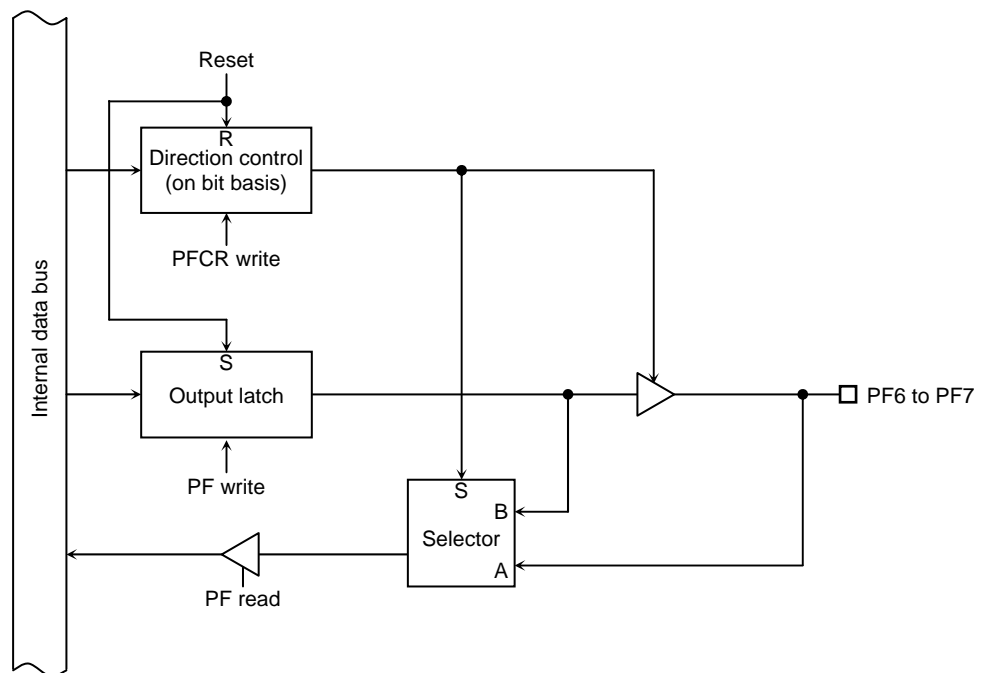 Reset
R
Direction control
(on bit basis)
PFCR write
Internal data bus
S
Output latch
PF write
PF6 to PF7
S
B
Selector
A
PF read